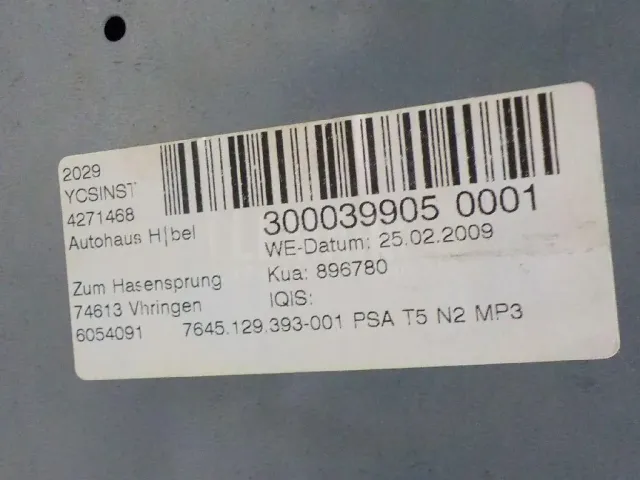 2029
YCSINST
4271468
Autohaus H|bel
Zum Hasensprung
74613 Vhringen
6054091
300039905 0001
WE-Datum: 25.02.2009
Kua: 896780
IQIS:
7645.129.393-001 PSA T5 N2 MP3